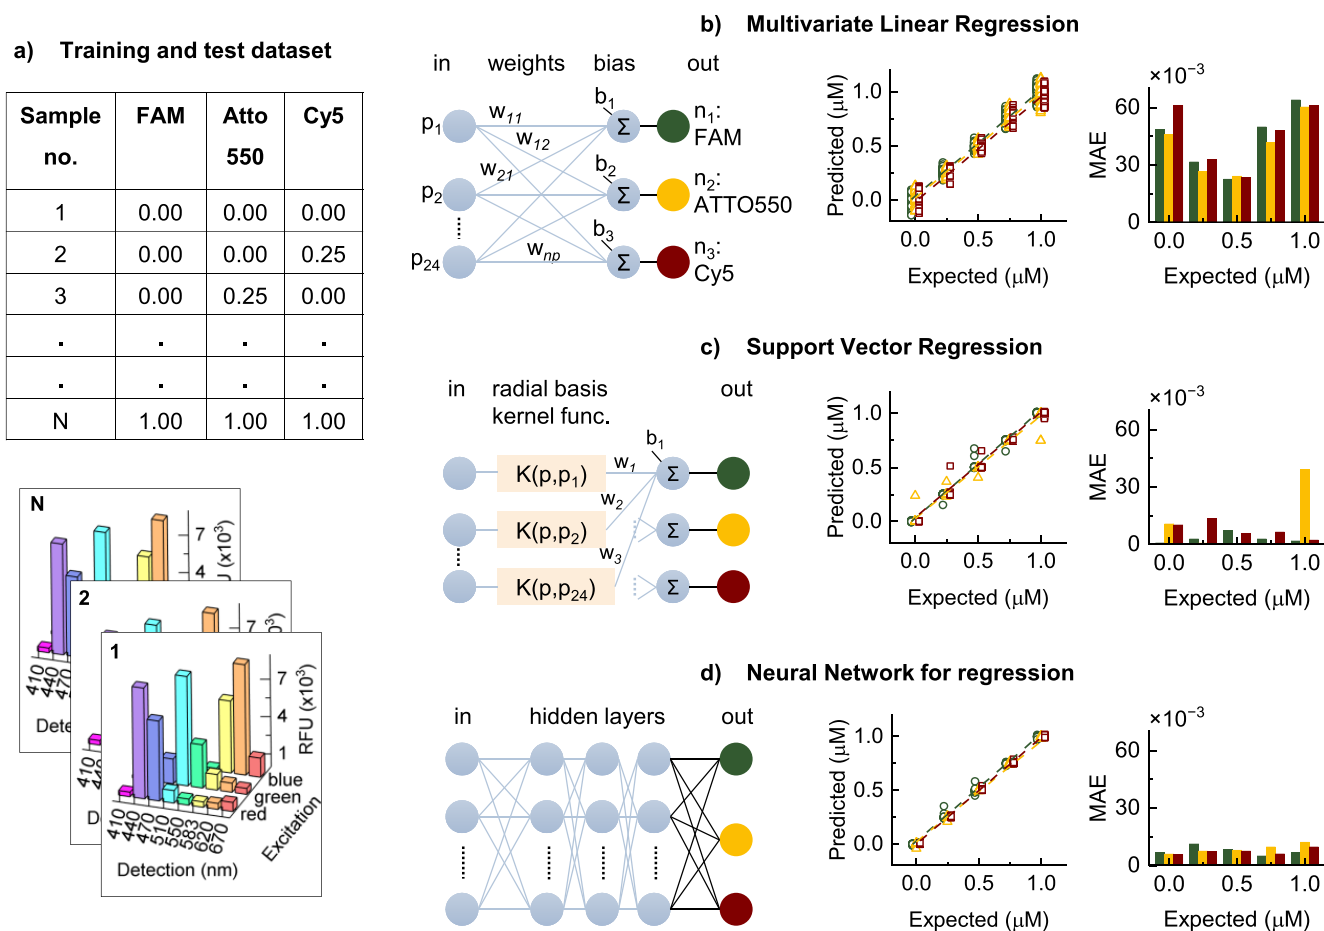 a) Training and test dataset
Sample no. FAM Atto 550 Cy5
1 0.00 0.00 0.00
2 0.00 0.00 0.25
3 0.00 0.25 0.00
. . . .
. . . .
N 1.00 1.00 1.00
N
7
4
U (x10³)
410
440
470
Dete
2
7
x10³)
410
440
D
1
7
4
1
RFU (x10³)
blue
green
red
Excitation
410
440
470
510
550
583
620
670
Detection (nm)
b) Multivariate Linear Regression
in weights bias out
p1 w11 b1 Σ n1:
FAM
w12
w21
p2 b2 Σ n2:
ATTO550
b3
p24 wnp Σ n3:
Cy5
Predicted (μM)
1.0
0.5
0.0
0.0 0.5 1.0
Expected (μM)
×10⁻³
MAE
60
30
0
0.0 0.5 1.0
Expected (μM)
c) Support Vector Regression
in radial basis out
kernel func.
b1
K(p,p1) w1 Σ
w2
K(p,p2) Σ
w3
K(p,p24) Σ
Predicted (μM)
1.0
0.5
0.0
0.0 0.5 1.0
Expected (μM)
×10⁻³
MAE
60
30
0
0.0 0.5 1.0
Expected (μM)
d) Neural Network for regression
in hidden layers out
Predicted (μM)
1.0
0.5
0.0
0.0 0.5 1.0
Expected (μM)
×10⁻³
MAE
60
30
0
0.0 0.5 1.0
Expected (μM)